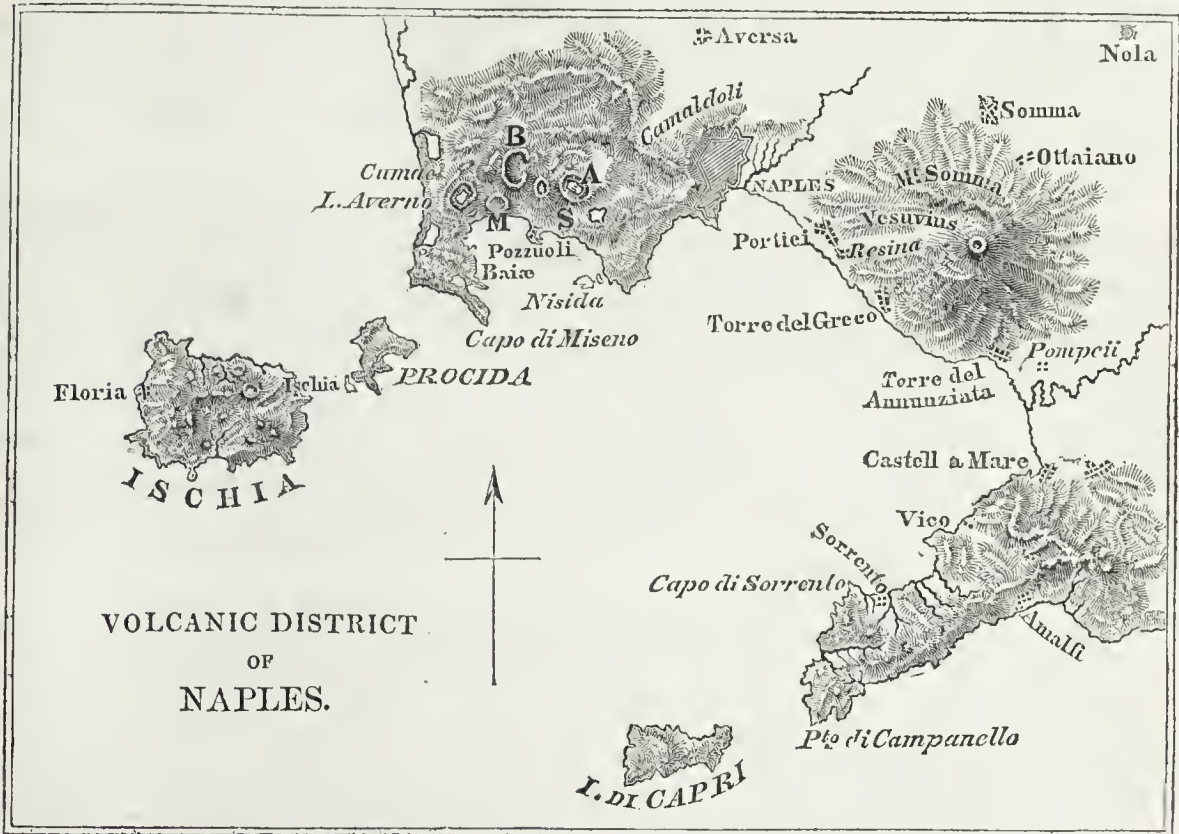 Aversa
Nola
Camaldoli
Somma
B
Ottaiano
Cumae
A
Mt. Somma
NAPLES
L. Averno
M
S
Vesuvius
Portici
Resina
Pozzuoli
Baiæ
Nisida
Torre del Greco
Capo di Miseno
Pompeii
Floria
Ischia
PROCIDA
Torre del
Annunziata
ISCHIA
Castell a Mare
Vico
Sorrento
Capo di Sorrento
Amalfi
VOLCANIC DISTRICT
OF
NAPLES.
Pto di Campanello
I. DI CAPRI